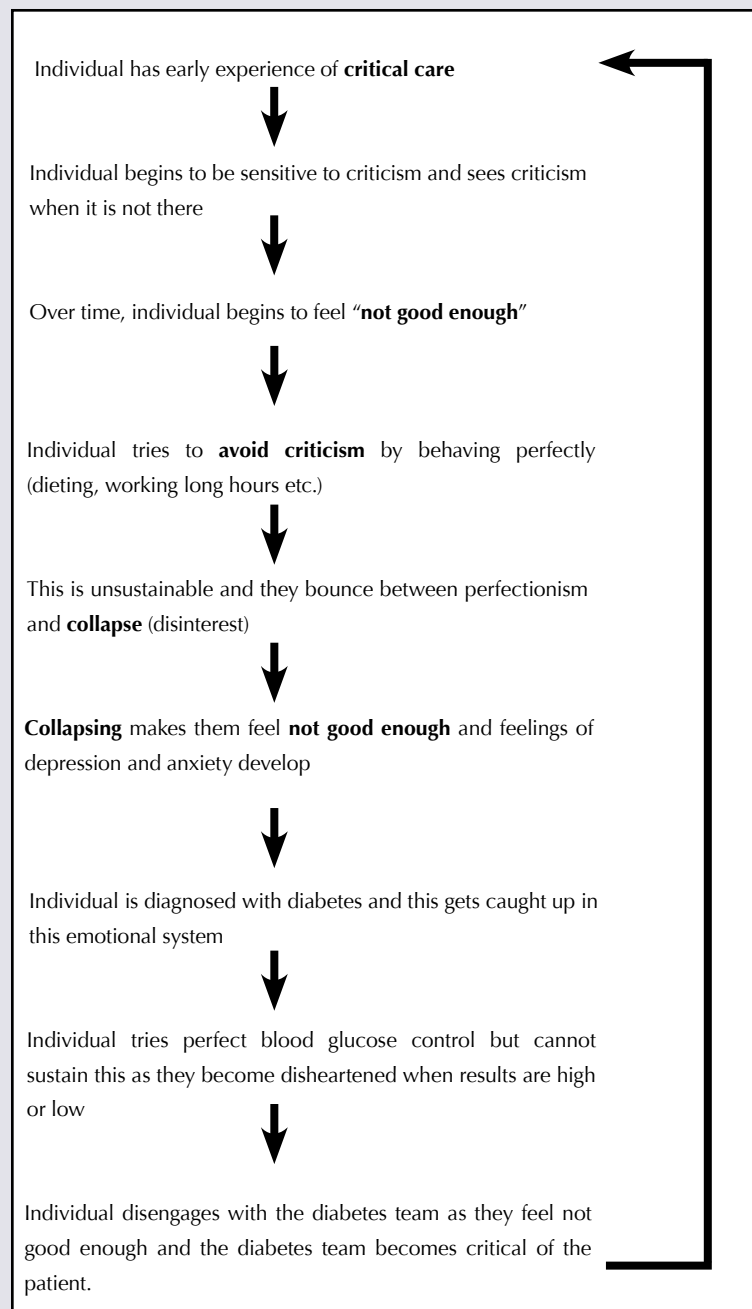 Individual has early experience of critical care
Individual begins to be sensitive to criticism and sees criticism
when it is not there
Over time, individual begins to feel “not good enough”
Individual tries to avoid criticism by behaving perfectly
(dieting, working long hours etc.)
This is unsustainable and they bounce between perfectionism
and collapse (disinterest)
Collapsing makes them feel not good enough and feelings of
depression and anxiety develop
Individual is diagnosed with diabetes and this gets caught up in
this emotional system
Individual tries perfect blood glucose control but cannot
sustain this as they become disheartened when results are high
or low
Individual disengages with the diabetes team as they feel not
good enough and the diabetes team becomes critical of the
patient.